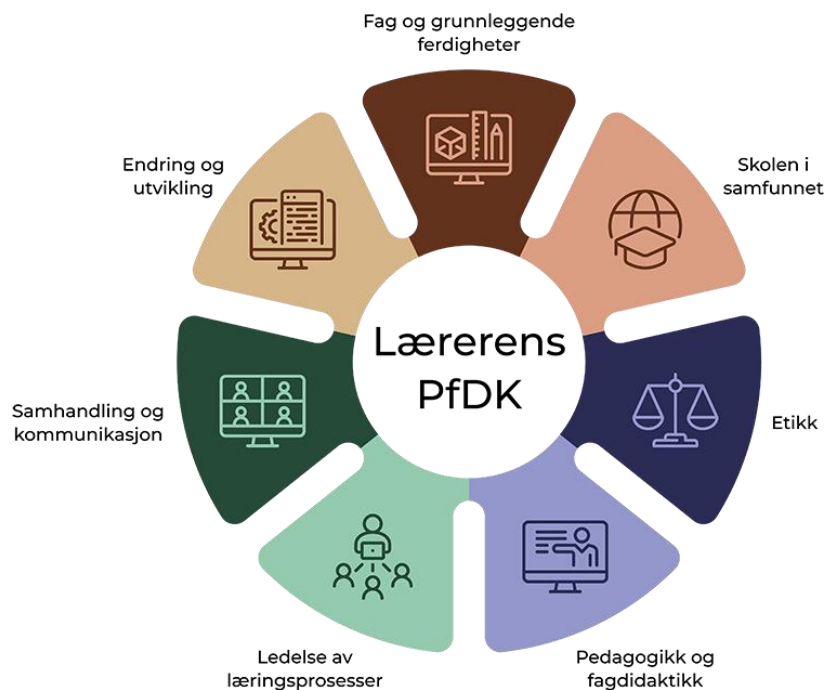 Fag og grunnleggende
ferdigheter
Skolen i
samfunnet
Etikk
Pedagogikk og
fagdidaktikk
Ledelse av
læringsprosesser
Samhandling og
kommunikasjon
Endring og
utvikling
Lærerens
PfDK